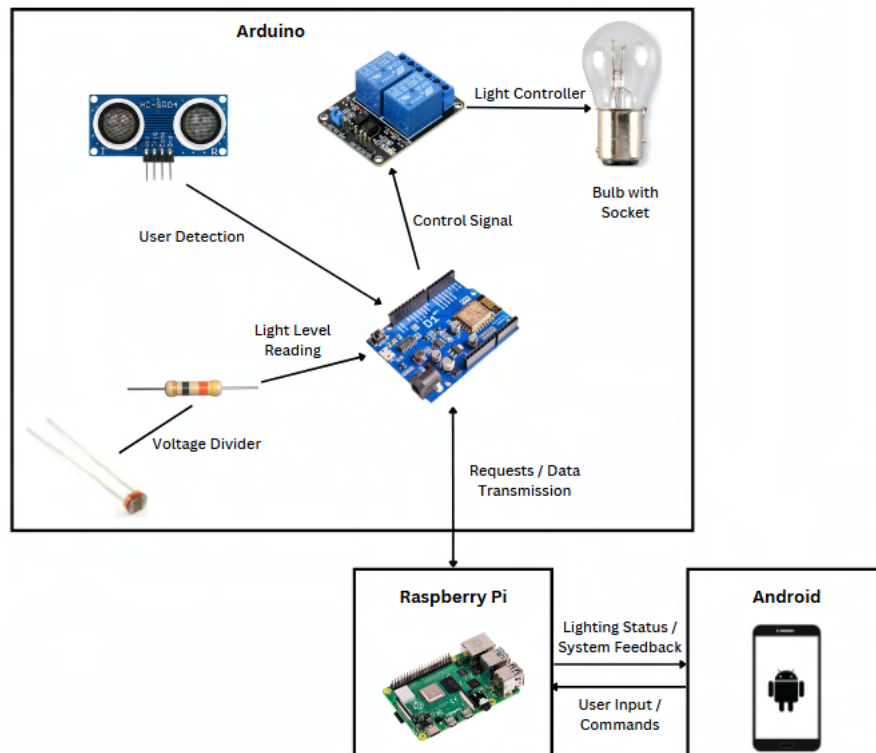 Arduino
HC-SR04
T
R
Light Controller
Bulb with
Socket
User Detection
Control Signal
D1
Light Level
Reading
Voltage Divider
Requests / Data
Transmission
Raspberry Pi
Android
Lighting Status /
System Feedback
User Input /
Commands